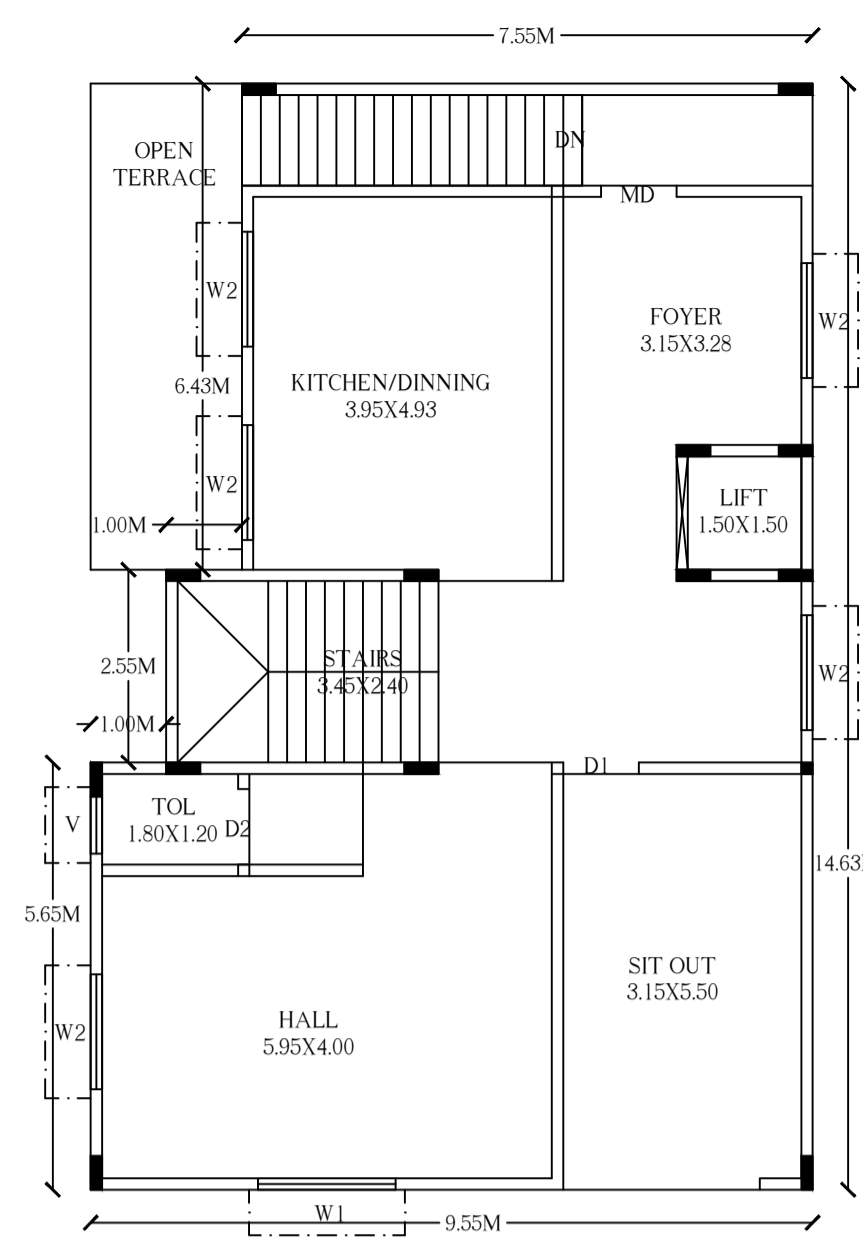 7.55M
OPEN
TERRACE
DN
MD
W2
FOYER
3.15X3.28
W2
6.43M
KITCHEN/DINNING
3.95X4.93
W2
LIFT
1.50X1.50
1.00M
STAIRS
3.45X2.40
2.55M
W2
1.00M
D1
TOL
1.80X1.20
D2
V
14.63
5.65M
SIT OUT
3.15X5.50
HALL
5.95X4.00
W2
W1
9.55M